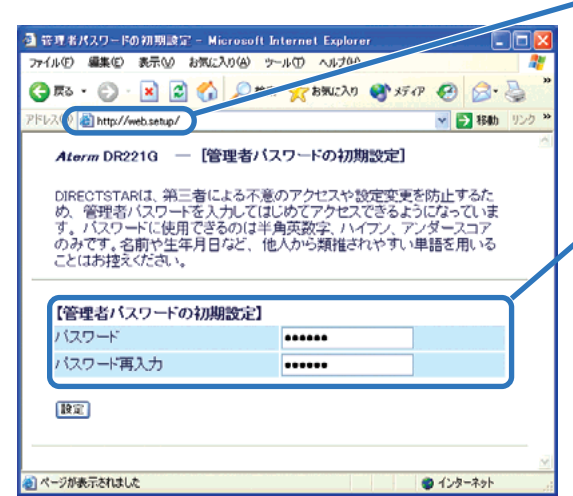 管理者パスワードの初期設定 - Microsoft Internet Explorer
ファイル(F) 編集(E) 表示(V) お気に入り(A) ツール(T) ヘルプ(H)
戻る お気に入り メディア
アドレス(D) http://web.setup/ 移動 リンク »
Aterm DR221G — [管理者パスワードの初期設定]
DIRECTSTARは、第三者による不意のアクセスや設定変更を防止するた
め、管理者パスワードを入力してはじめてアクセスできるようになっていま
す。パスワードに使用できるのは半角英数字、ハイフン、アンダースコア
のみです。名前や生年月日など、他人から類推されやすい単語を用いる
ことはお控えください。
【管理者パスワードの初期設定】
パスワード ●●●●●●
パスワード再入力 ●●●●●●
設定
ページが表示されました インターネット